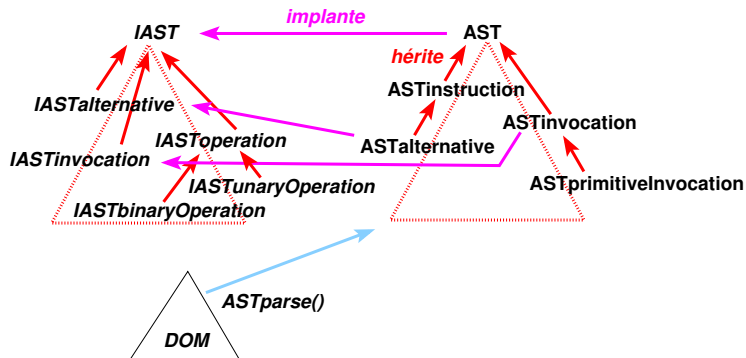 implante
IAST
AST
hérite
ASTinstruction
IASTalternative
ASTinvocation
IASToperation
ASTalternative
IASTinvocation
IASTunaryOperation
ASTprimitiveInvocation
IASTbinaryOperation
ASTparse()
DOM